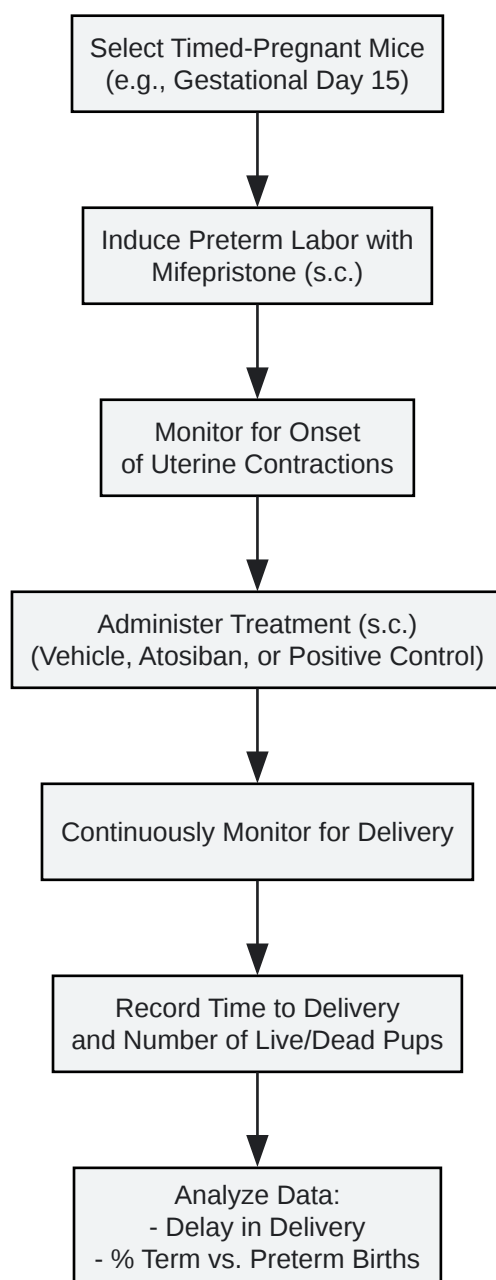 Select Timed-Pregnant Mice
(e.g., Gestational Day 15)
Induce Preterm Labor with
Mifepristone (s.c.)
Monitor for Onset
of Uterine Contractions
Administer Treatment (s.c.)
(Vehicle, Atosiban, or Positive Control)
Continuously Monitor for Delivery
Record Time to Delivery
and Number of Live/Dead Pups
Analyze Data:
- Delay in Delivery
- % Term vs. Preterm Births